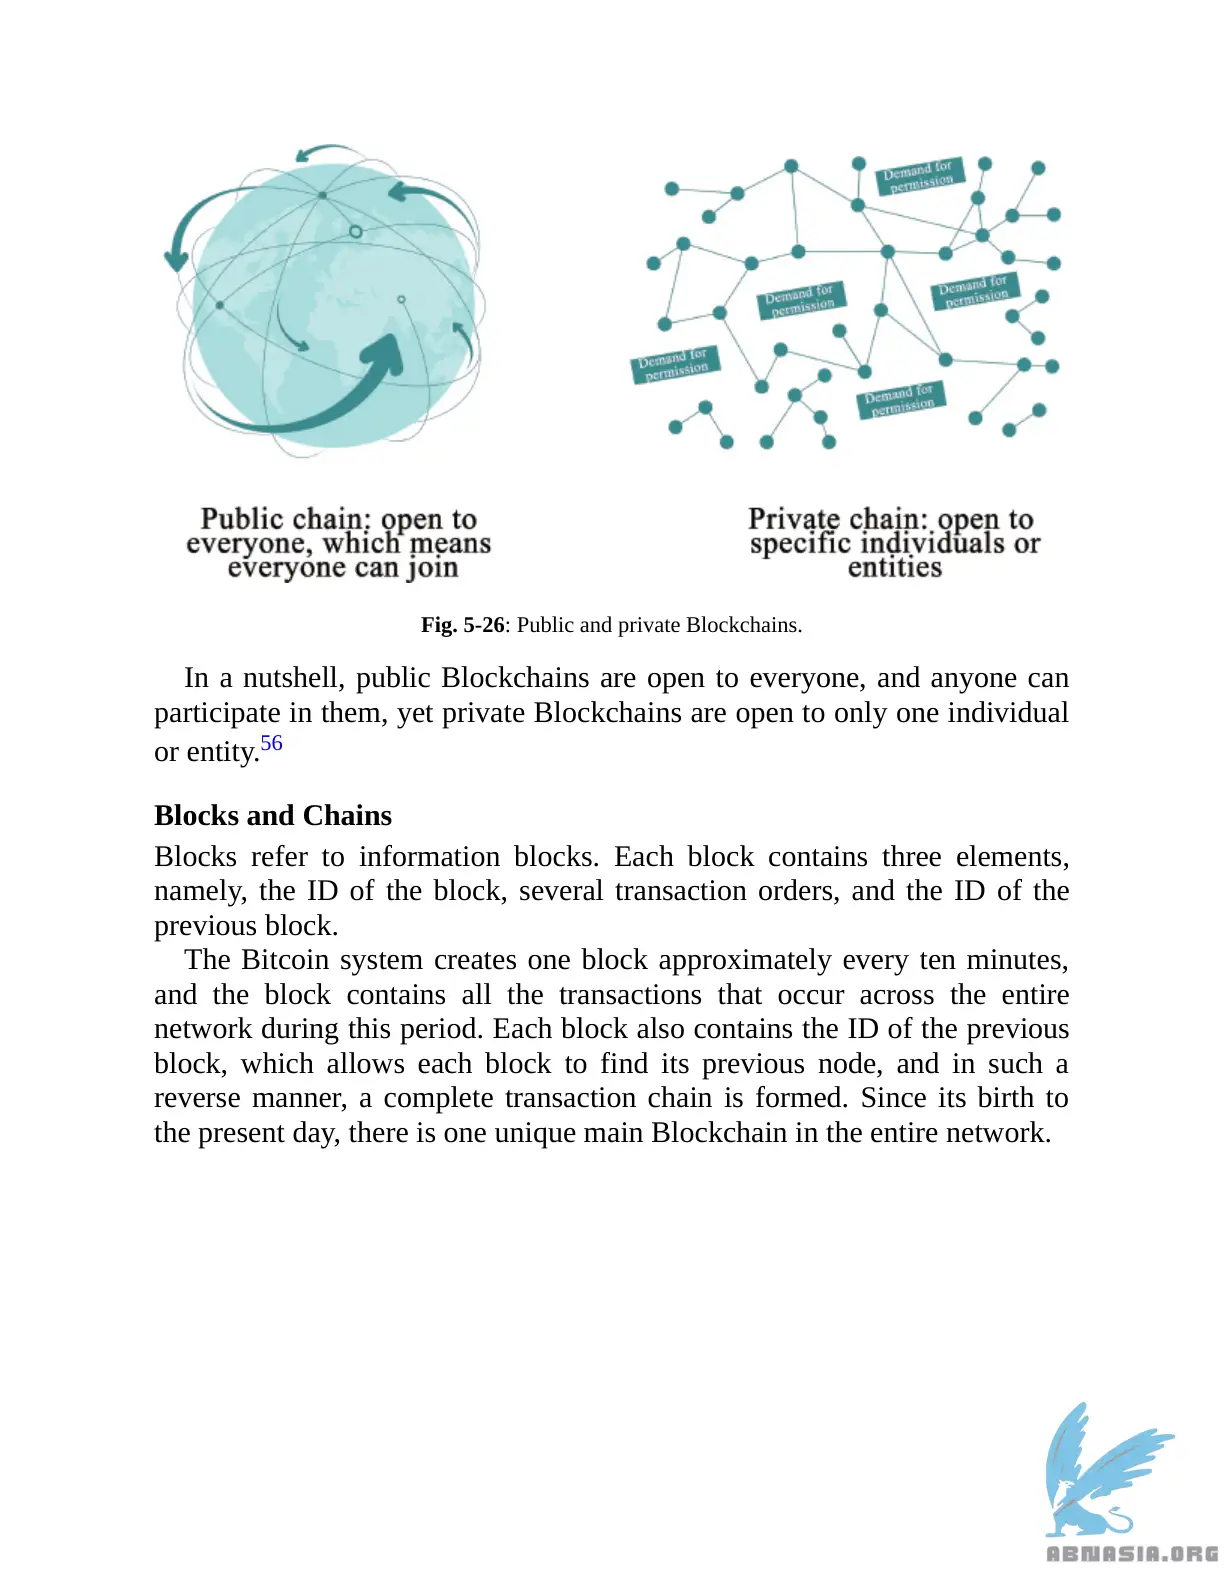 Demand for
permission
Demand for
permission
Demand for
permission
Demand for
permission
Demand for
permission
Public chain: open to
everyone, which means
everyone can join
Private chain: open to
specific individuals or
entities
Fig. 5-26: Public and private Blockchains.
In a nutshell, public Blockchains are open to everyone, and anyone can
participate in them, yet private Blockchains are open to only one individual
or entity.56
Blocks and Chains
Blocks refer to information blocks. Each block contains three elements,
namely, the ID of the block, several transaction orders, and the ID of the
previous block.
The Bitcoin system creates one block approximately every ten minutes,
and the block contains all the transactions that occur across the entire
network during this period. Each block also contains the ID of the previous
block, which allows each block to find its previous node, and in such a
reverse manner, a complete transaction chain is formed. Since its birth to
the present day, there is one unique main Blockchain in the entire network.
ABNASIA.ORG